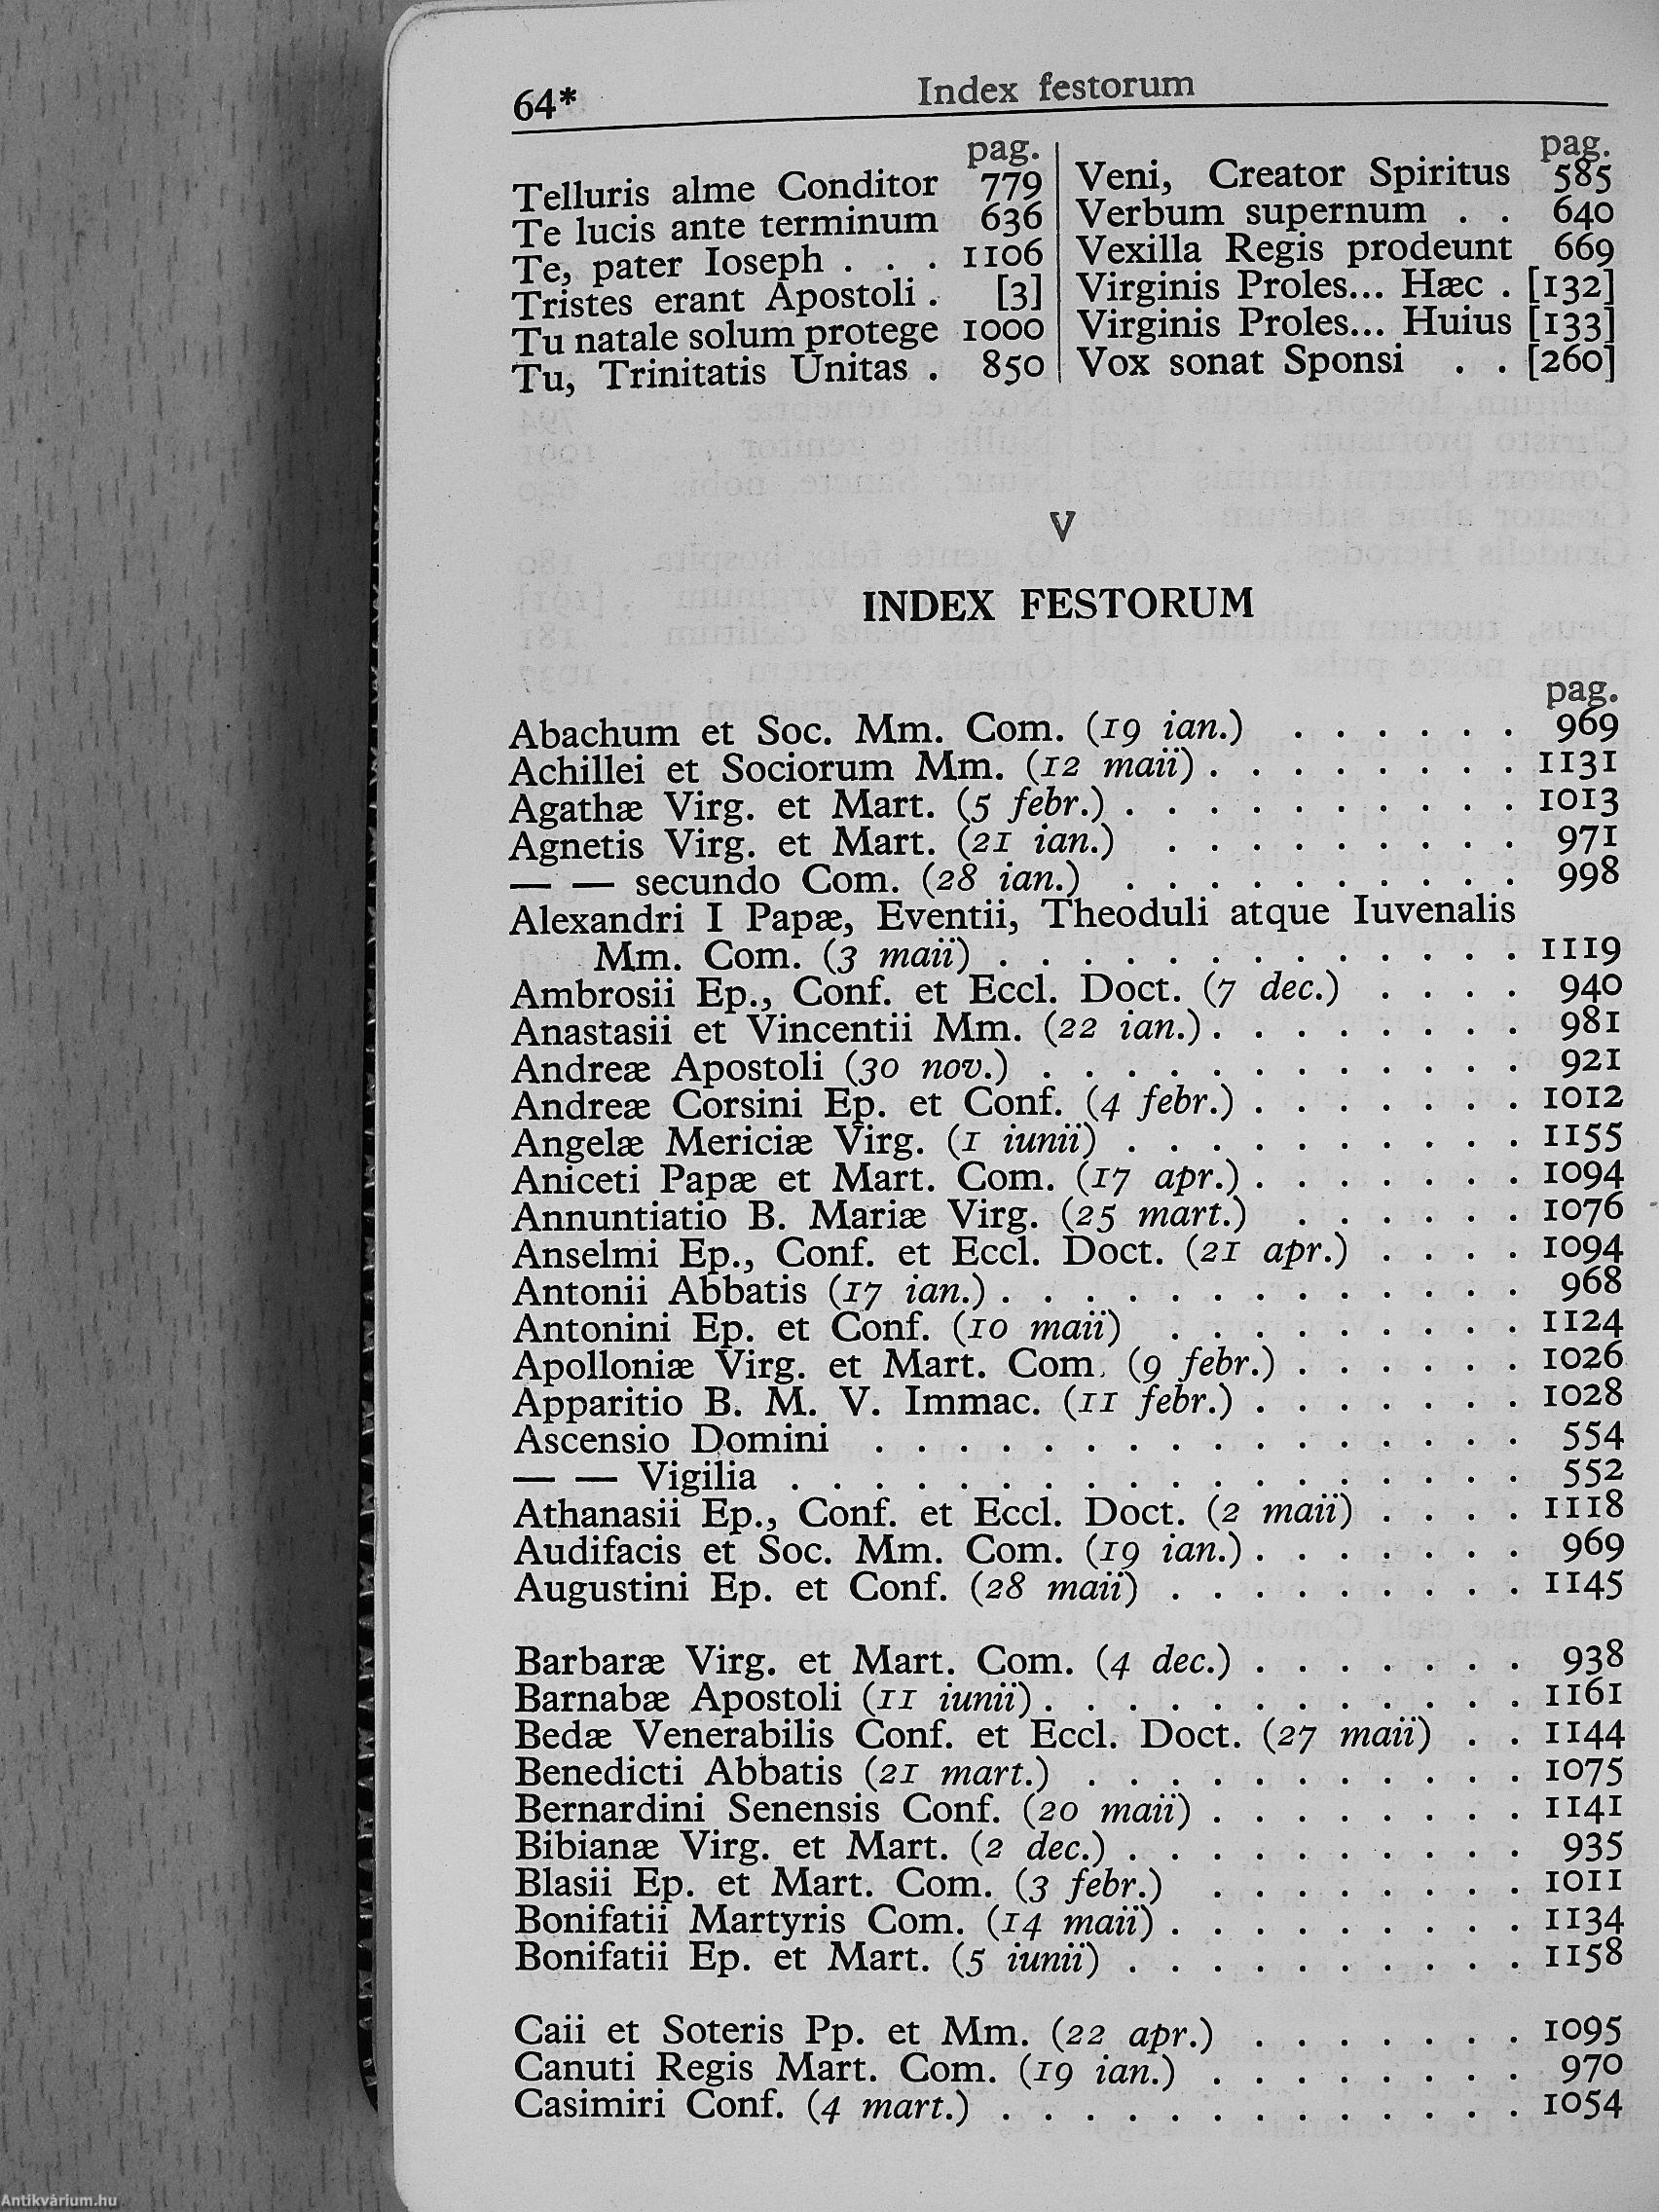 64*
Index festorum
pag.
Telluris alme Conditor 779
Te lucis ante terminum 636
Te, pater Ioseph . . . 1106
Tristes erant Apostoli . [3]
Tu natale solum protege 1000
Tu, Trinitatis Unitas . 850
pag.
Veni, Creator Spiritus 585
Verbum supernum . . 640
Vexilla Regis prodeunt 669
Virginis Proles... Hæc . [132]
Virginis Proles... Huius [133]
Vox sonat Sponsi . . [260]
V
INDEX FESTORUM
pag.
Abachum et Soc. Mm. Com. (19 ian.) . . . . . . 969
Achillei et Sociorum Mm. (12 maii) . . . . . . . . 1131
Agathæ Virg. et Mart. (5 febr.) . . . . . . . . . . 1013
Agnetis Virg. et Mart. (21 ian.) . . . . . . . . . 971
— — secundo Com. (28 ian.) . . . . . . . . . . 998
Alexandri I Papæ, Eventii, Theoduli atque Iuvenalis
Mm. Com. (3 maii) . . . . . . . . . . . . . 1119
Ambrosii Ep., Conf. et Eccl. Doct. (7 dec.) . . . . 940
Anastasii et Vincentii Mm. (22 ian.) . . . . . . . . 981
Andreæ Apostoli (30 nov.) . . . . . . . . . . . . 921
Andreæ Corsini Ep. et Conf. (4 febr.) . . . . . . . 1012
Angelæ Mericiæ Virg. (1 iunii) . . . . . . . . . . 1155
Aniceti Papæ et Mart. Com. (17 apr.) . . . . . . . 1094
Annuntiatio B. Mariæ Virg. (25 mart.) . . . . . . 1076
Anselmi Ep., Conf. et Eccl. Doct. (21 apr.) . . . . 1094
Antonii Abbatis (17 ian.) . . . . . . . . . . . . . 968
Antonini Ep. et Conf. (10 maii) . . . . . . . . . 1124
Apolloniæ Virg. et Mart. Com. (9 febr.) . . . . . . 1026
Apparitio B. M. V. Immac. (11 febr.) . . . . . . . 1028
Ascensio Domini . . . . . . . . . . . . . . . . 554
— — Vigilia . . . . . . . . . . . . . . . . . . 552
Athanasii Ep., Conf. et Eccl. Doct. (2 maii) . . . . 1118
Audifacis et Soc. Mm. Com. (19 ian.) . . . . . . . 969
Augustini Ep. et Conf. (28 maii) . . . . . . . . . 1145
Barbaræ Virg. et Mart. Com. (4 dec.) . . . . . . . 938
Barnabæ Apostoli (11 iunii) . . . . . . . . . . . . 1161
Bedæ Venerabilis Conf. et Eccl. Doct. (27 maii) . . 1144
Benedicti Abbatis (21 mart.) . . . . . . . . . . . 1075
Bernardini Senensis Conf. (20 maii) . . . . . . . . 1141
Bibianæ Virg. et Mart. (2 dec.) . . . . . . . . . . 935
Blasii Ep. et Mart. Com. (3 febr.) . . . . . . . . 1011
Bonifatii Martyris Com. (14 maii) . . . . . . . . . 1134
Bonifatii Ep. et Mart. (5 iunii) . . . . . . . . . . 1158
Caii et Soteris Pp. et Mm. (22 apr.) . . . . . . . 1095
Canuti Regis Mart. Com. (19 ian.) . . . . . . . . 970
Casimiri Conf. (4 mart.) . . . . . . . . . . . . . 1054
Antikvárium.hu